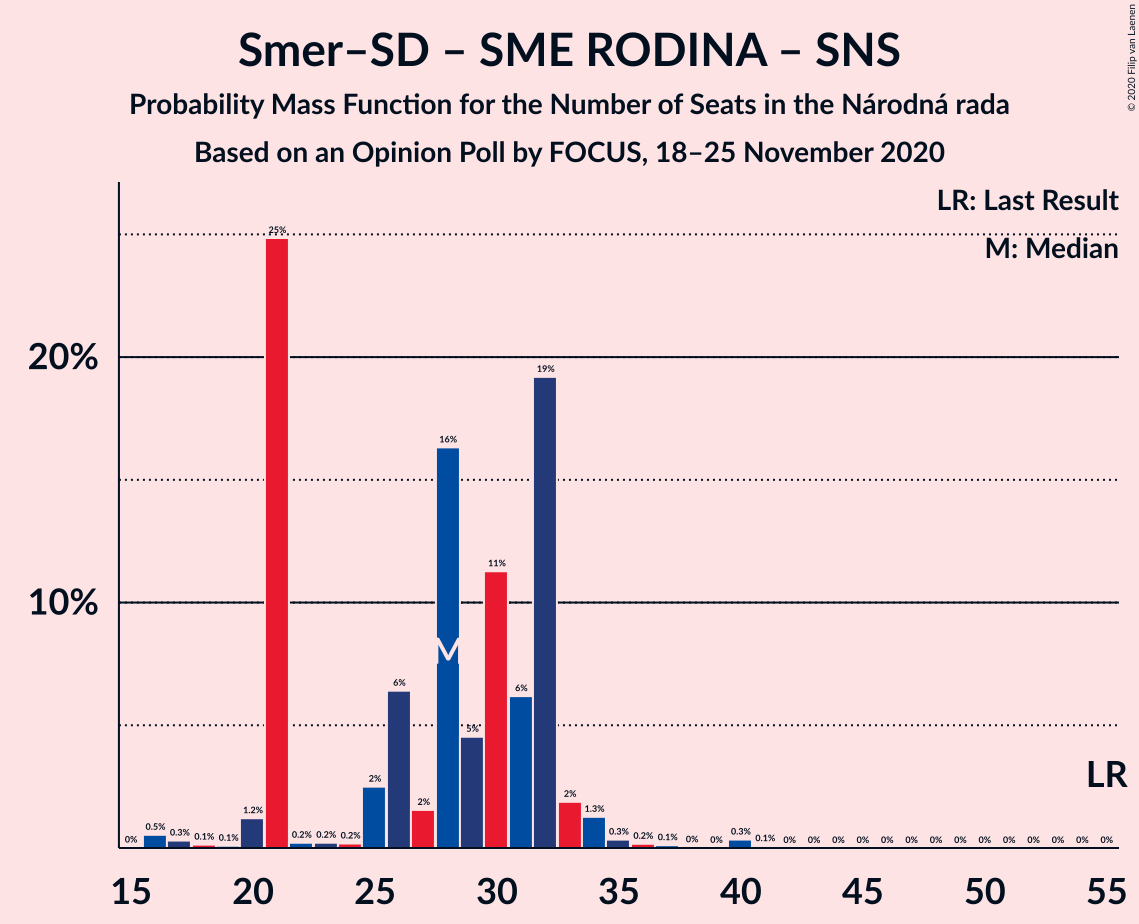 Smer–SD – SME RODINA – SNS
Probability Mass Function for the Number of Seats in the Národná rada
Based on an Opinion Poll by FOCUS, 18–25 November 2020
© 2020 Filip van Laenen
LR: Last Result
M: Median
20%
10%
0% 0.5% 0.3% 0.1% 0.1% 1.2% 25% 0.2% 0.2% 0.2% 2% 6% 2% 16% 5% 11% 6% 19% 2% 1.3% 0.3% 0.2% 0.1% 0% 0% 0.3% 0.1% 0% 0% 0% 0% 0% 0% 0% 0% 0% 0% 0% 0% 0% 0%
M
LR
15 20 25 30 35 40 45 50 55